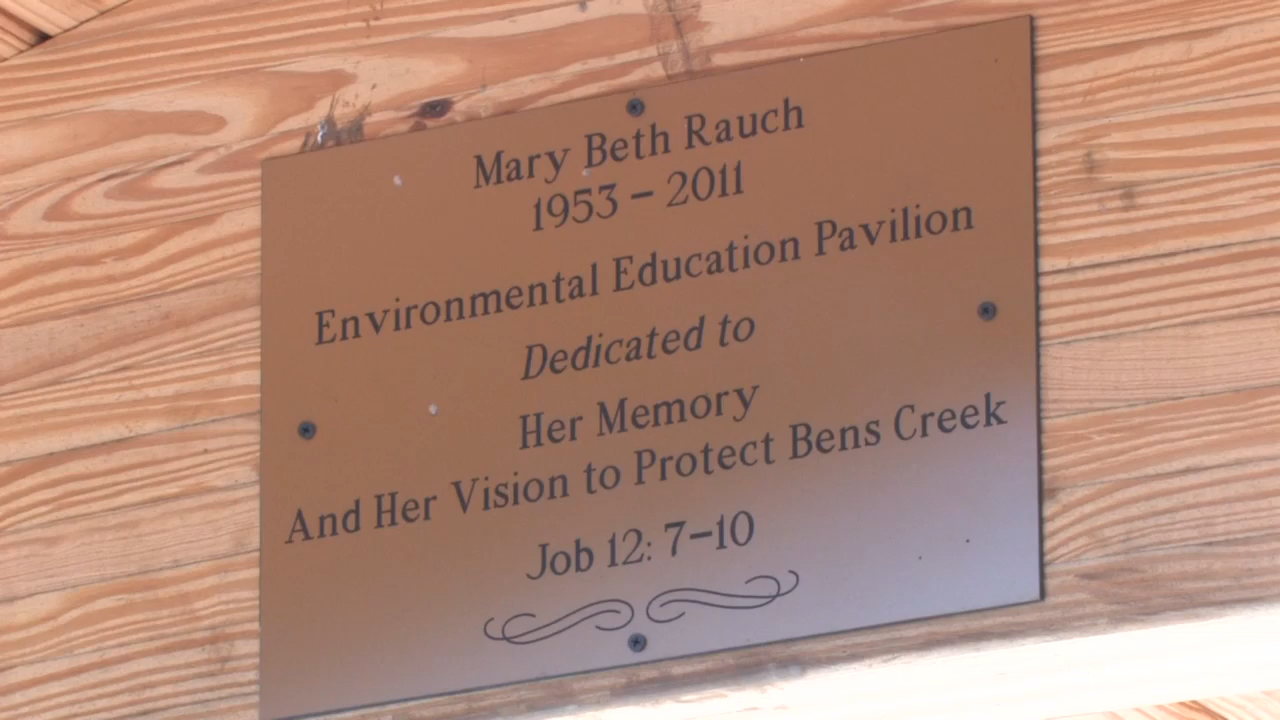 Mary Beth Rauch
1953 – 2011
Environmental Education Pavilion
Dedicated to
Her Memory
And Her Vision to Protect Bens Creek
Job 12: 7–10